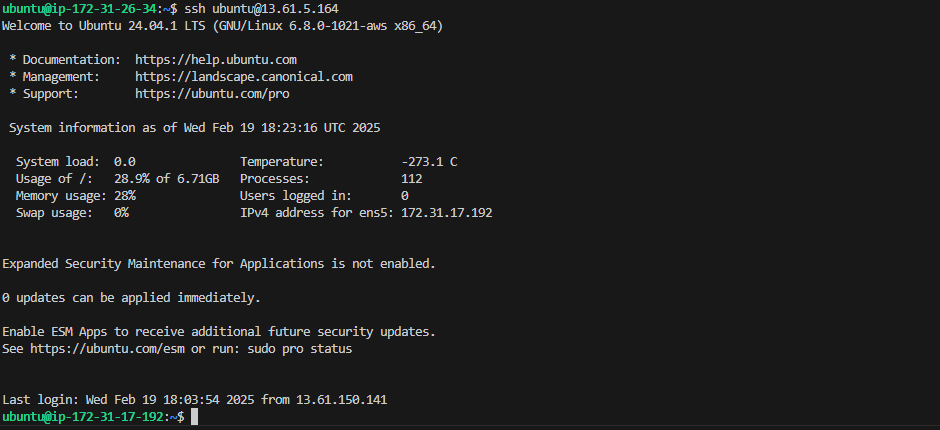 ubuntu@ip-172-31-26-34:~$ ssh ubuntu@13.61.5.164
Welcome to Ubuntu 24.04.1 LTS (GNU/Linux 6.8.0-1021-aws x86_64)

 * Documentation:  https://help.ubuntu.com
 * Management:     https://landscape.canonical.com
 * Support:        https://ubuntu.com/pro

 System information as of Wed Feb 19 18:23:16 UTC 2025

  System load:  0.0               Temperature:           -273.1 C
  Usage of /:   28.9% of 6.71GB   Processes:             112
  Memory usage: 28%               Users logged in:       0
  Swap usage:   0%                IPv4 address for ens5: 172.31.17.192


Expanded Security Maintenance for Applications is not enabled.

0 updates can be applied immediately.

Enable ESM Apps to receive additional future security updates.
See https://ubuntu.com/esm or run: sudo pro status


Last login: Wed Feb 19 18:03:54 2025 from 13.61.150.141
ubuntu@ip-172-31-17-192:~$